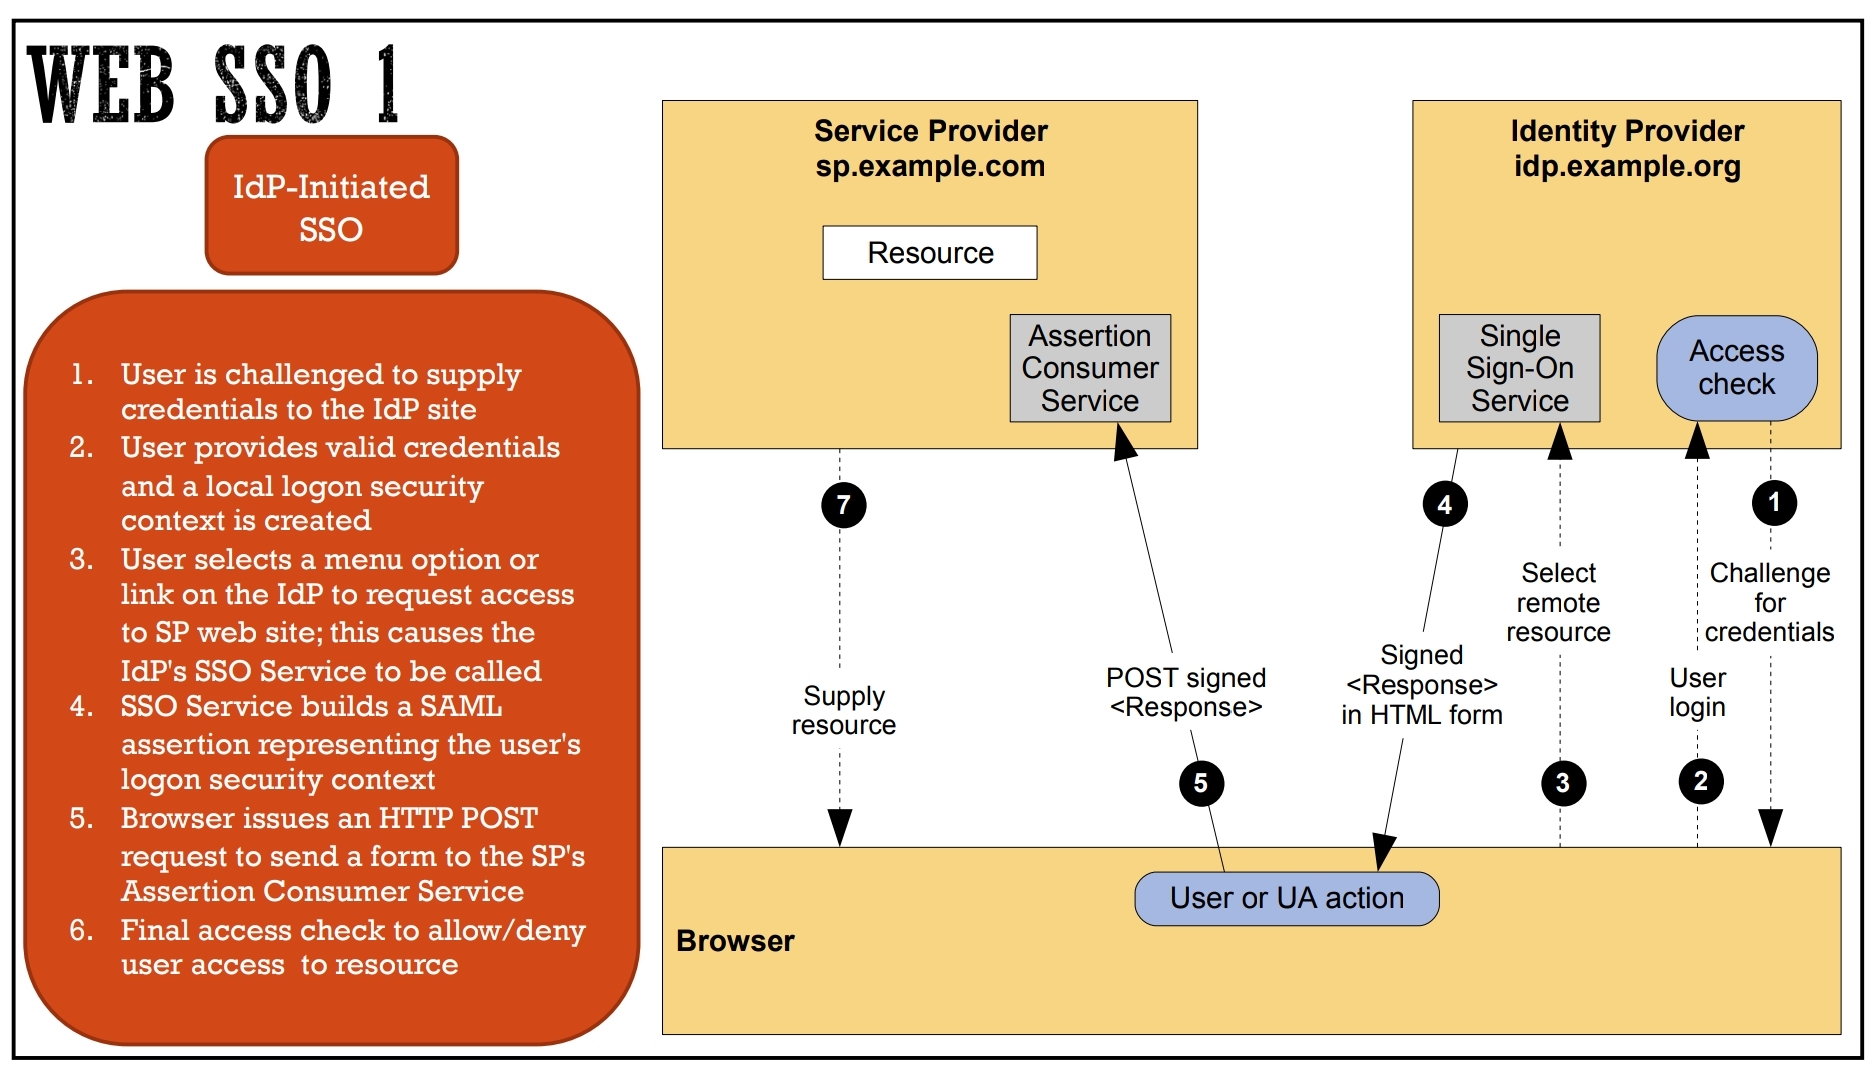 WEB SSO 1
IdP-Initiated
SSO
1. User is challenged to supply
credentials to the IdP site
2. User provides valid credentials
and a local logon security
context is created
3. User selects a menu option or
link on the IdP to request access
to SP web site; this causes the
IdP's SSO Service to be called
4. SSO Service builds a SAML
assertion representing the user's
logon security context
5. Browser issues an HTTP POST
request to send a form to the SP's
Assertion Consumer Service
6. Final access check to allow/deny
user access to resource
Service Provider
sp.example.com
Resource
Assertion
Consumer
Service
Identity Provider
idp.example.org
Single
Sign-On
Service
Access
check
7
Supply
resource
POST signed
<Response>
5
4
Signed
<Response>
in HTML form
Select
remote
resource
3
User
login
2
1
Challenge
for
credentials
User or UA action
Browser